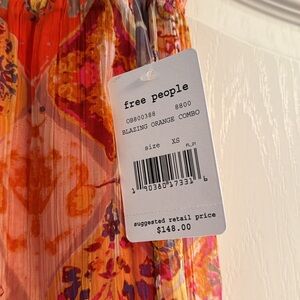 free people
OB800388 8800
BLAZING ORANGE COMBO
size XS
suggested retail price
$148.00